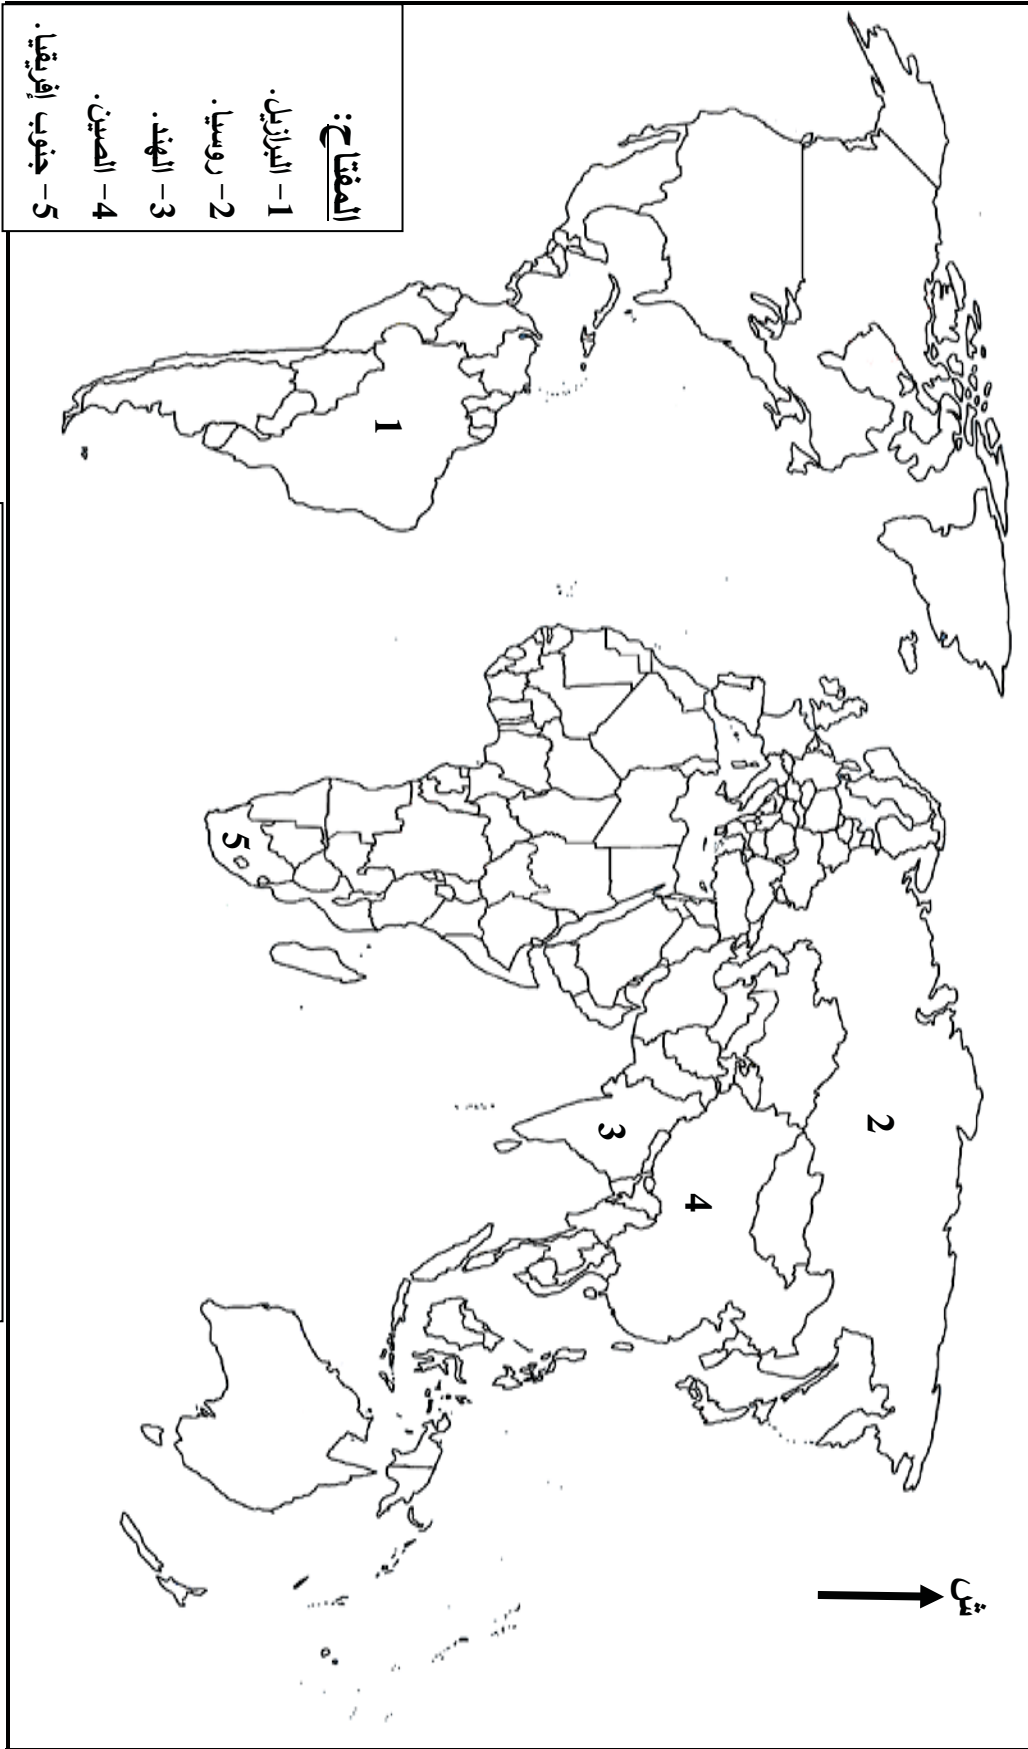 المفتاح:
1- البرازيل.
2- روسيا.
3- الهند.
4- الصين.
5- جنوب إفريقيا.
1
2
3
4
5
ش